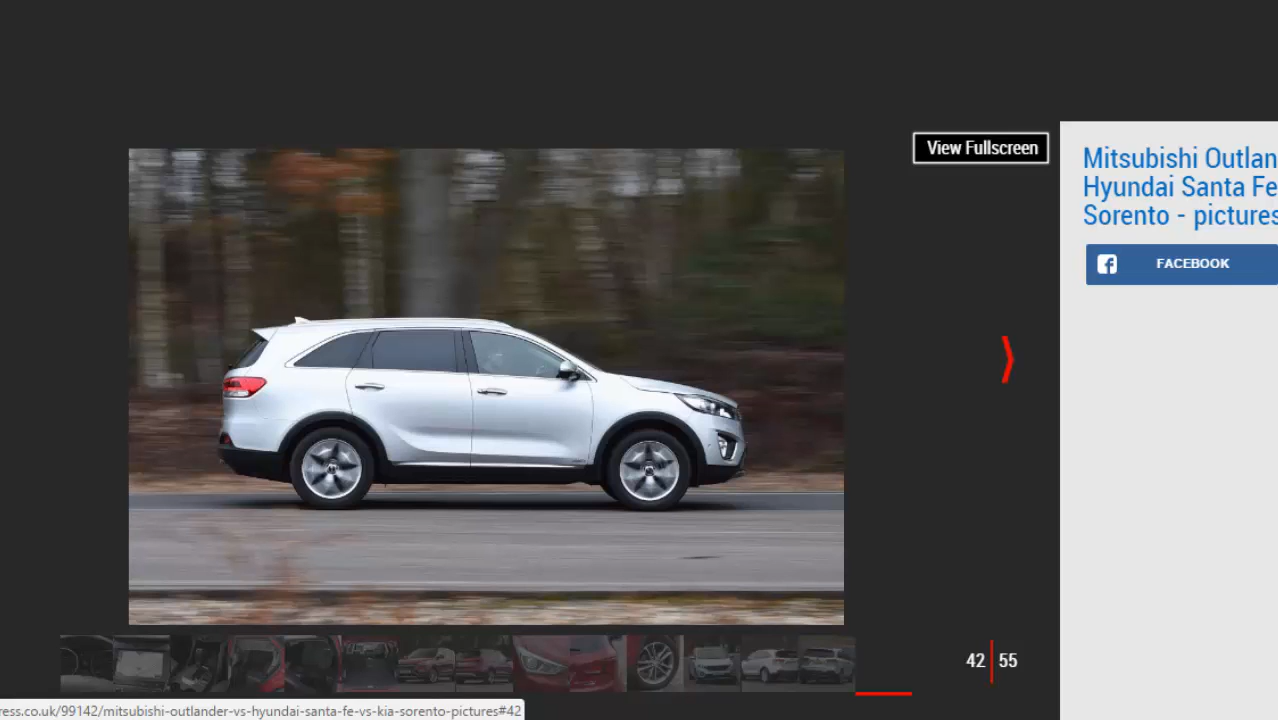 View Fullscreen
Mitsubishi Outlan
Hyundai Santa Fe
Sorento - pictures
FACEBOOK
42 55
ress.co.uk/99142/mitsubishi-outlander-vs-hyundai-santa-fe-vs-kia-sorento-pictures#42